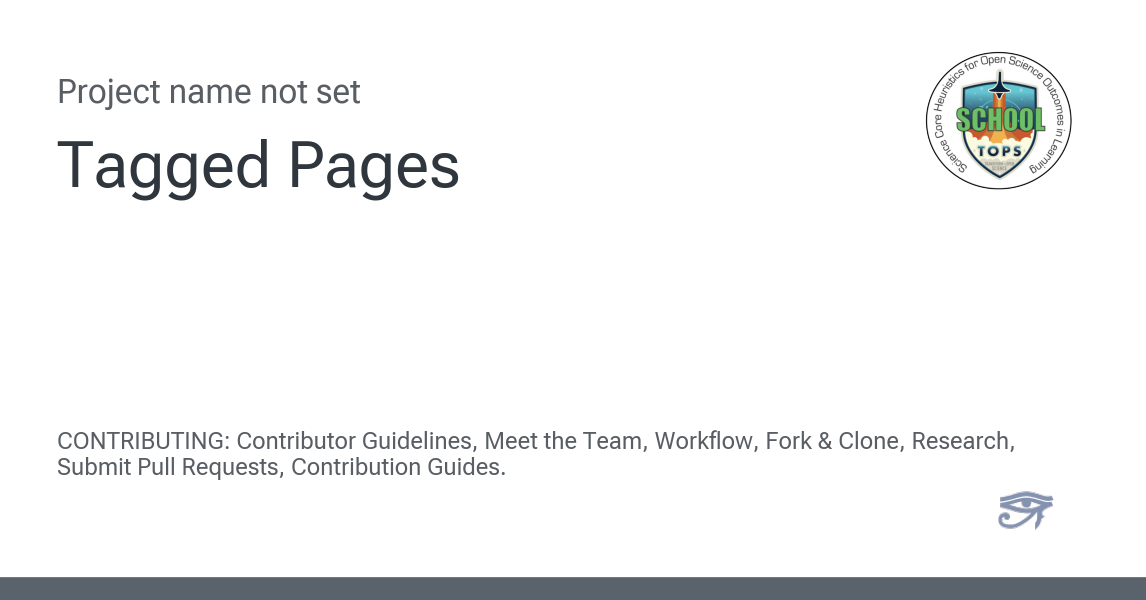 Project name not set
Tagged Pages
Science Core Heuristics for Open Science Outcomes in Learning
SCHOOL
TOPS
CONTRIBUTING: Contributor Guidelines, Meet the Team, Workflow, Fork & Clone, Research,
Submit Pull Requests, Contribution Guides.